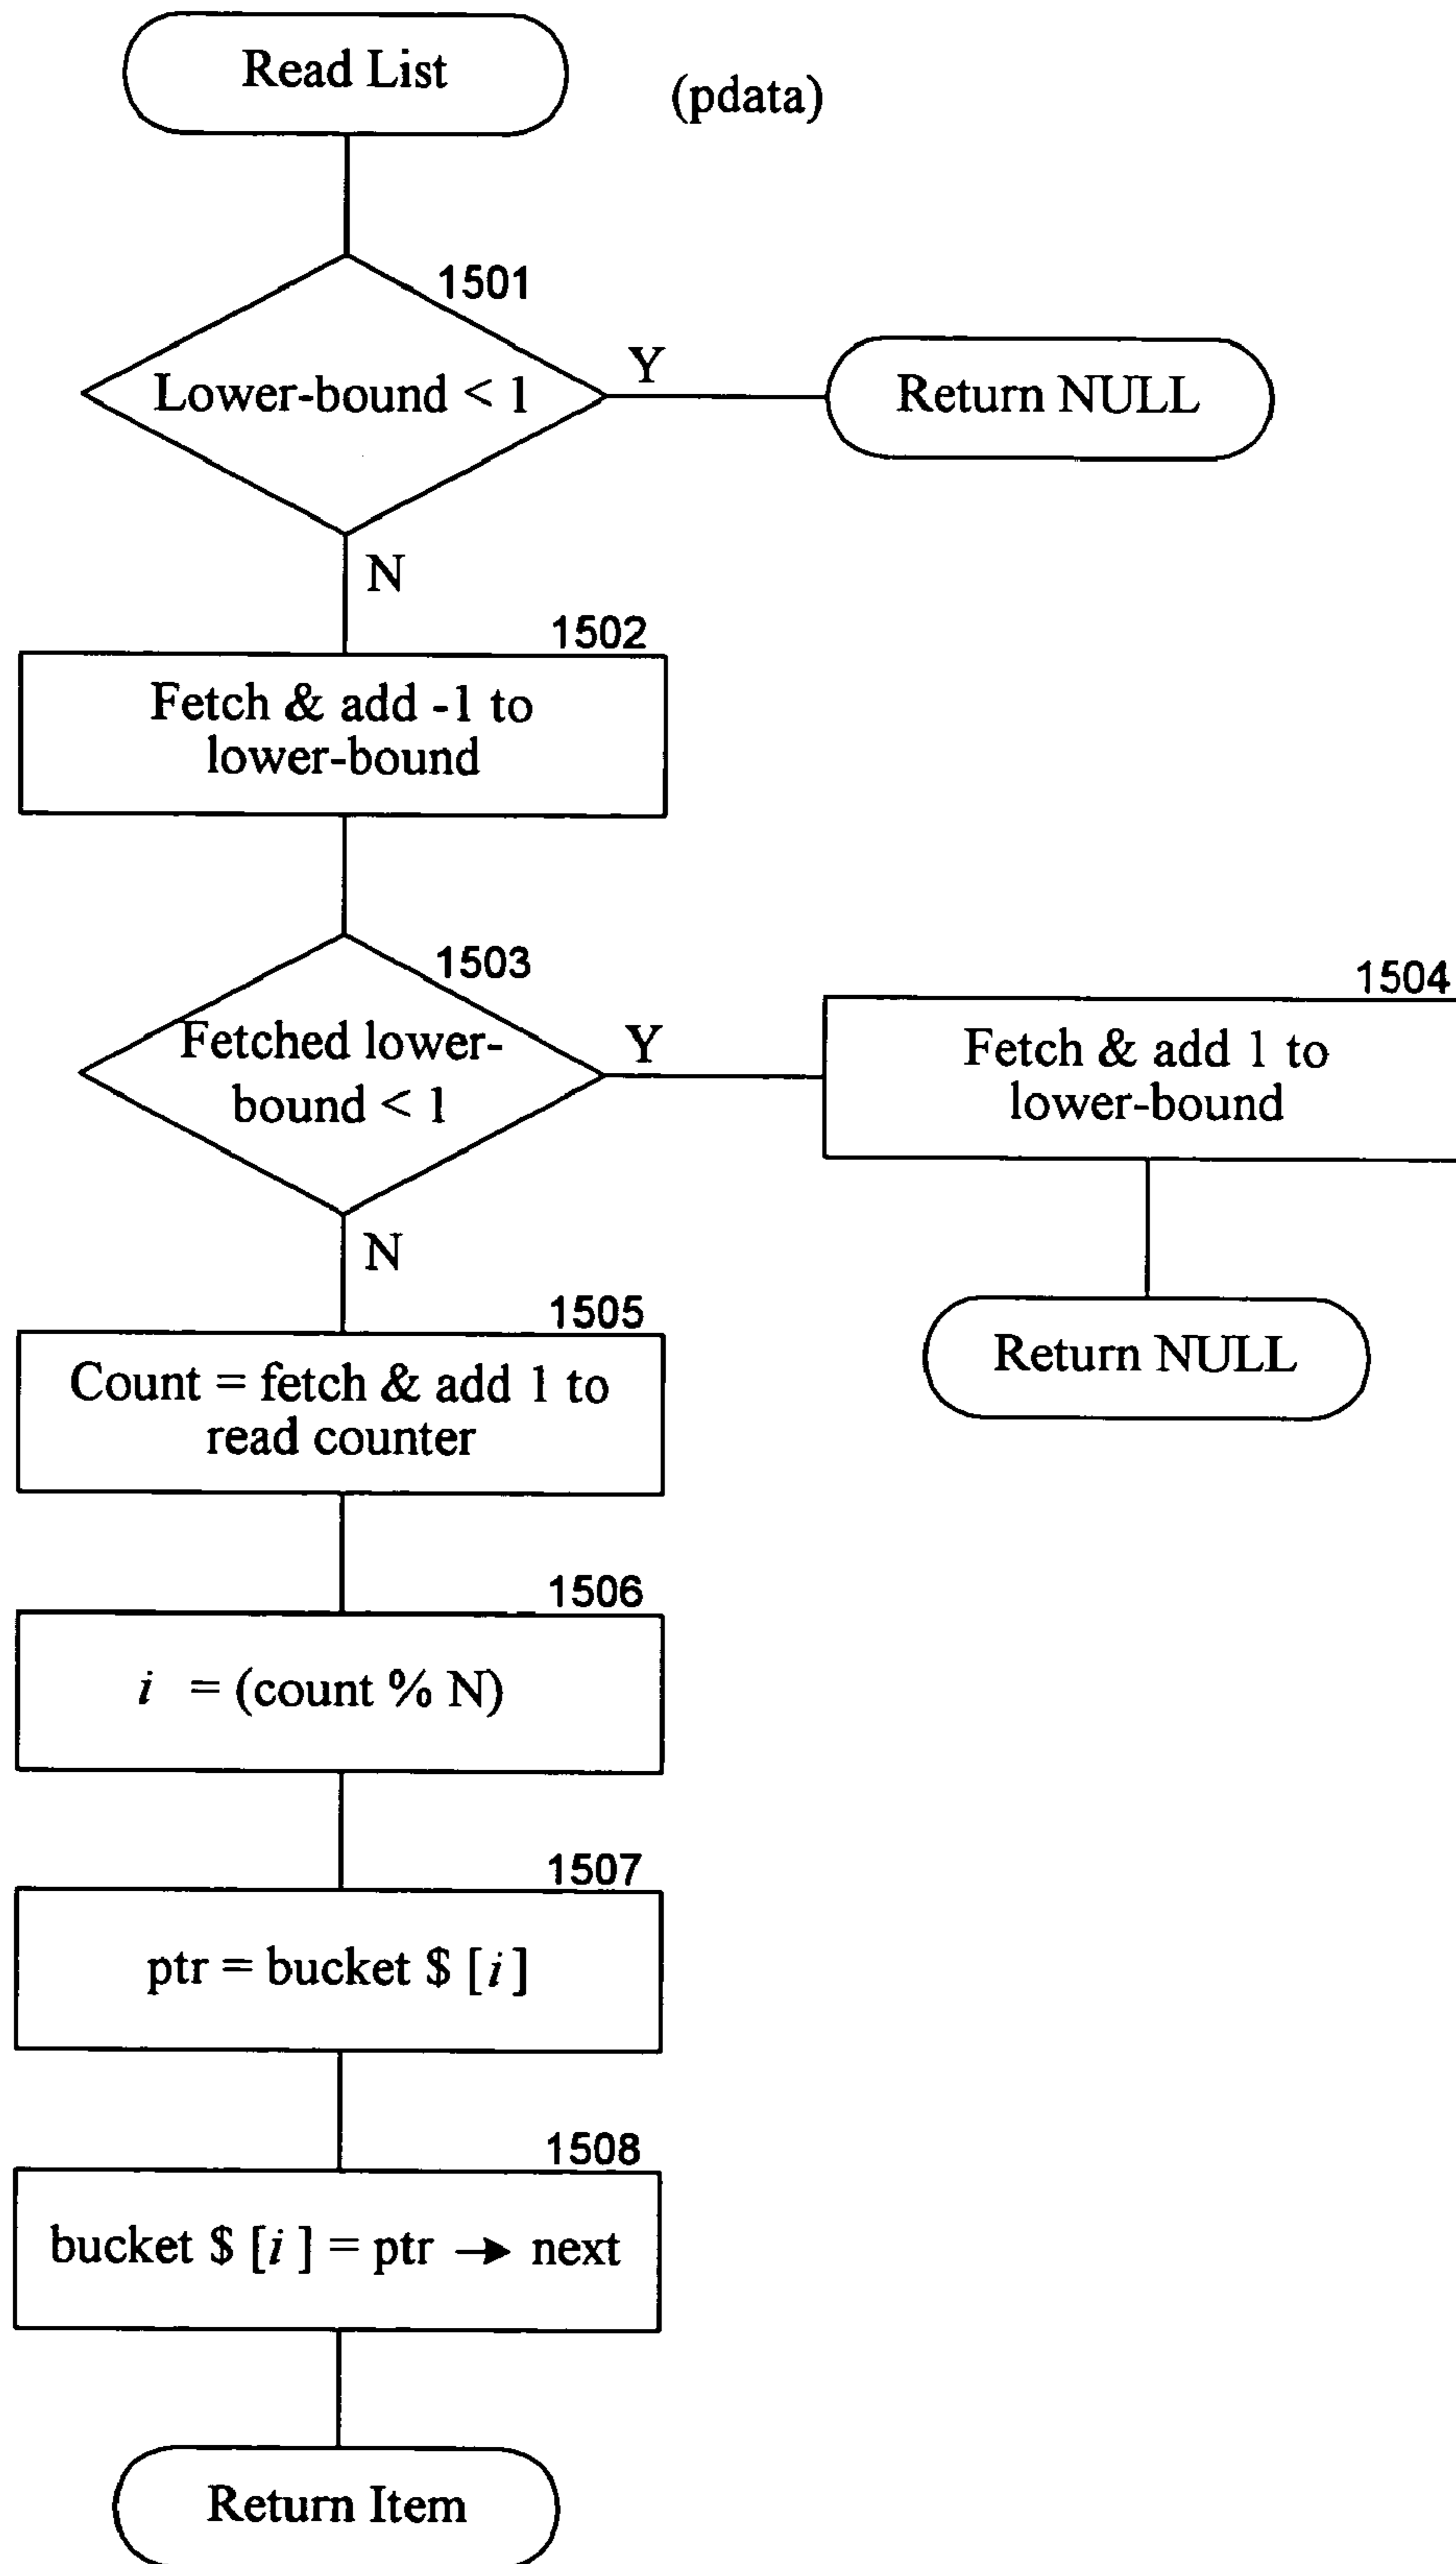 Read List
(pdata)
1501
Lower-bound < 1
Y
Return NULL
N
1502
Fetch & add -1 to
lower-bound
1503
Fetched lower-
bound < 1
Y
1504
Fetch & add 1 to
lower-bound
Return NULL
N
1505
Count = fetch & add 1 to
read counter
1506
i = (count % N)
1507
ptr = bucket $ [i]
1508
bucket $ [i] = ptr → next
Return Item